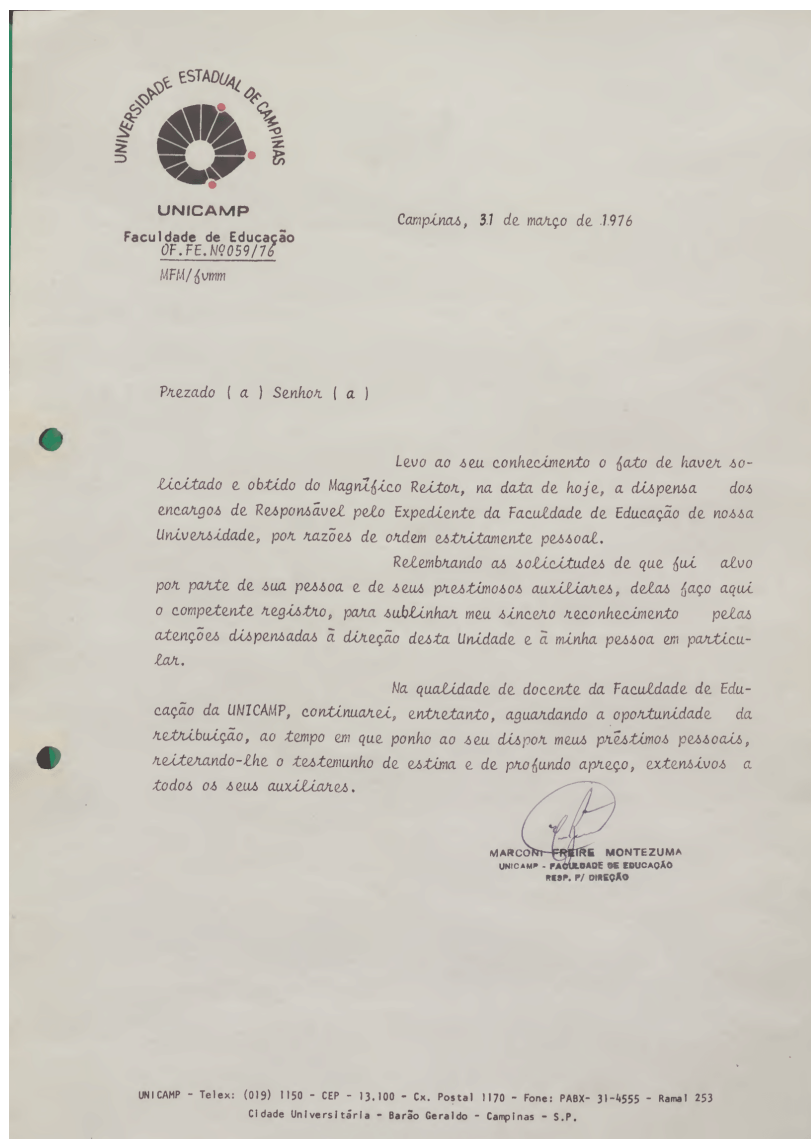 UNIVERSIDADE ESTADUAL DE CAMPINAS
UNICAMP
Faculdade de Educação
OF.FE.Nº059/76
MFM/fvmm
Campinas, 31 de março de 1976
Prezado ( a ) Senhor ( a )
Levo ao seu conhecimento o fato de haver so-
licitado e obtido do Magnífico Reitor, na data de hoje, a dispensa dos
encargos de Responsável pelo Expediente da Faculdade de Educação de nossa
Universidade, por razões de ordem estritamente pessoal.
Relembrando as solicitudes de que fui alvo
por parte de sua pessoa e de seus prestimosos auxiliares, delas faço aqui
o competente registro, para sublinhar meu sincero reconhecimento pelas
atenções dispensadas à direção desta Unidade e à minha pessoa em particu-
lar.
Na qualidade de docente da Faculdade de Edu-
cação da UNICAMP, continuarei, entretanto, aguardando a oportunidade da
retribuição, ao tempo em que ponho ao seu dispor meus préstimos pessoais,
reiterando-lhe o testemunho de estima e de profundo apreço, extensivos a
todos os seus auxiliares.
MARCONI FREIRE MONTEZUMA
UNICAMP - FACULDADE DE EDUCAÇÃO
RESP. P/ DIREÇÃO
UNICAMP - Telex: (019) 1150 - CEP - 13.100 - Cx. Postal 1170 - Fone: PABX- 31-4555 - Ramal 253
Cidade Universitária - Barão Geraldo - Campinas - S.P.